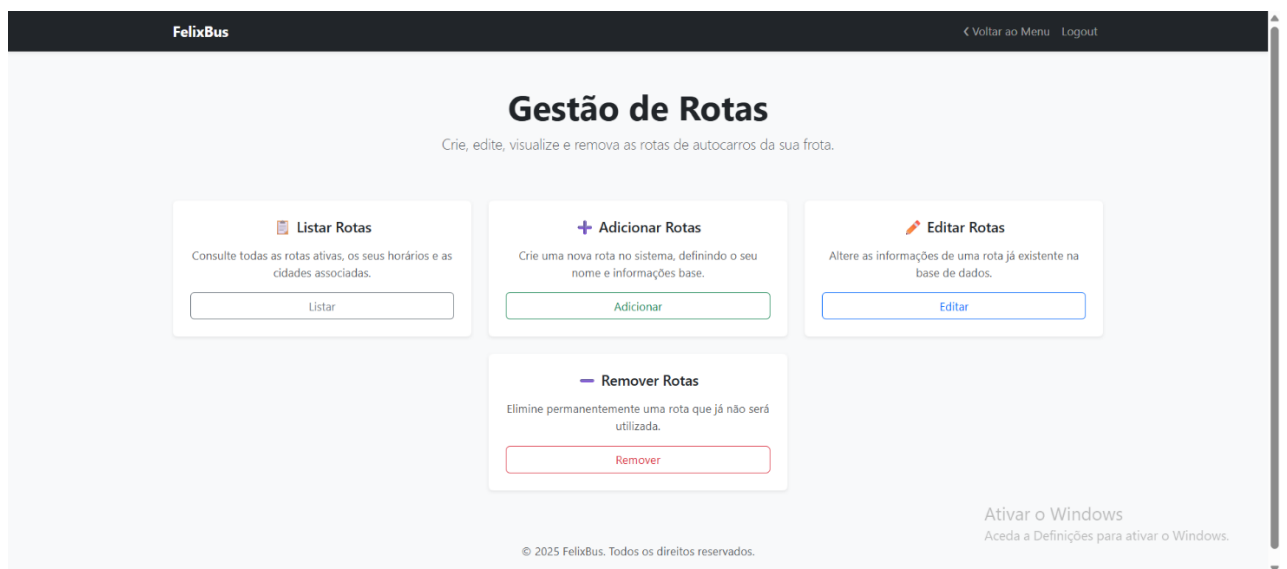 FelixBus
Voltar ao Menu Logout
Gestão de Rotas
Crie, edite, visualize e remova as rotas de autocarros da sua frota.
Listar Rotas
Consulte todas as rotas ativas, os seus horários e as
cidades associadas.
Listar
Adicionar Rotas
Crie uma nova rota no sistema, definindo o seu
nome e informações base.
Adicionar
Editar Rotas
Altere as informações de uma rota já existente na
base de dados.
Editar
Remover Rotas
Elimine permanentemente uma rota que já não será
utilizada.
Remover
Ativar o Windows
Aceda a Definições para ativar o Windows.
© 2025 FelixBus. Todos os direitos reservados.